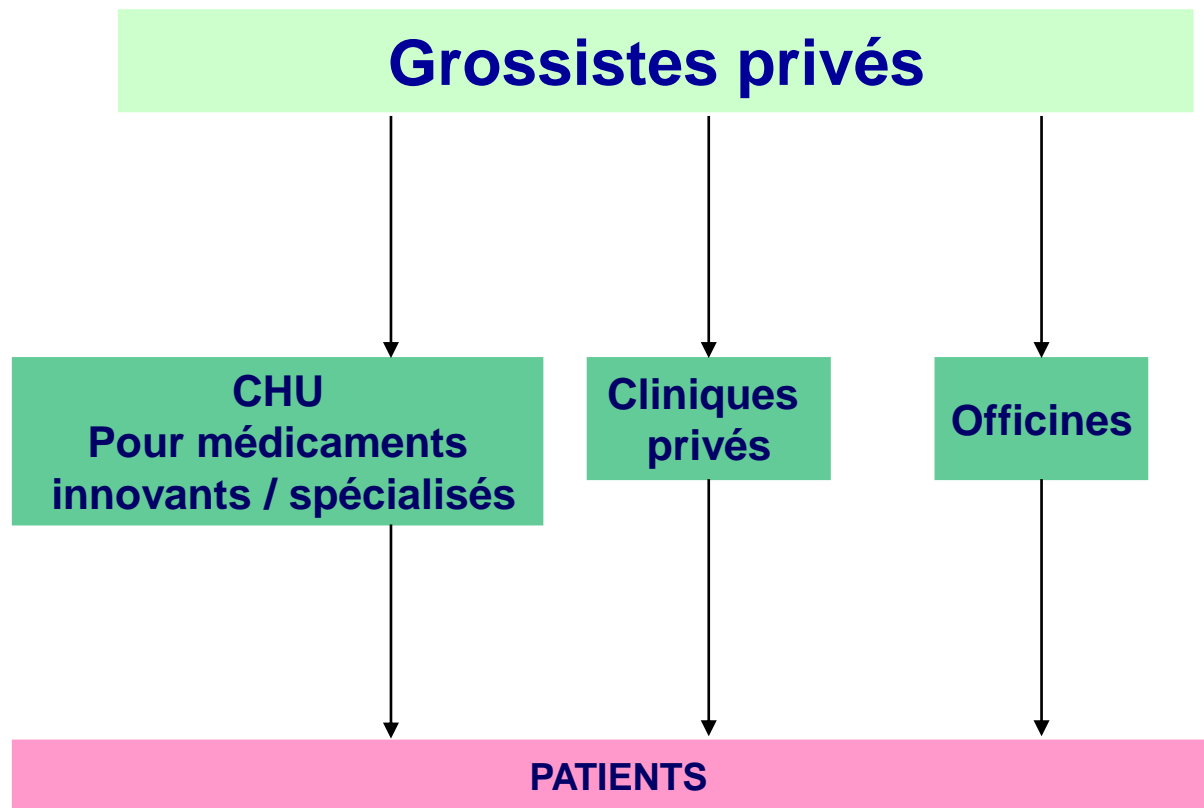 Grossistes privés
CHU
Pour médicaments
innovants / spécialisés
Cliniques
privés
Officines
PATIENTS